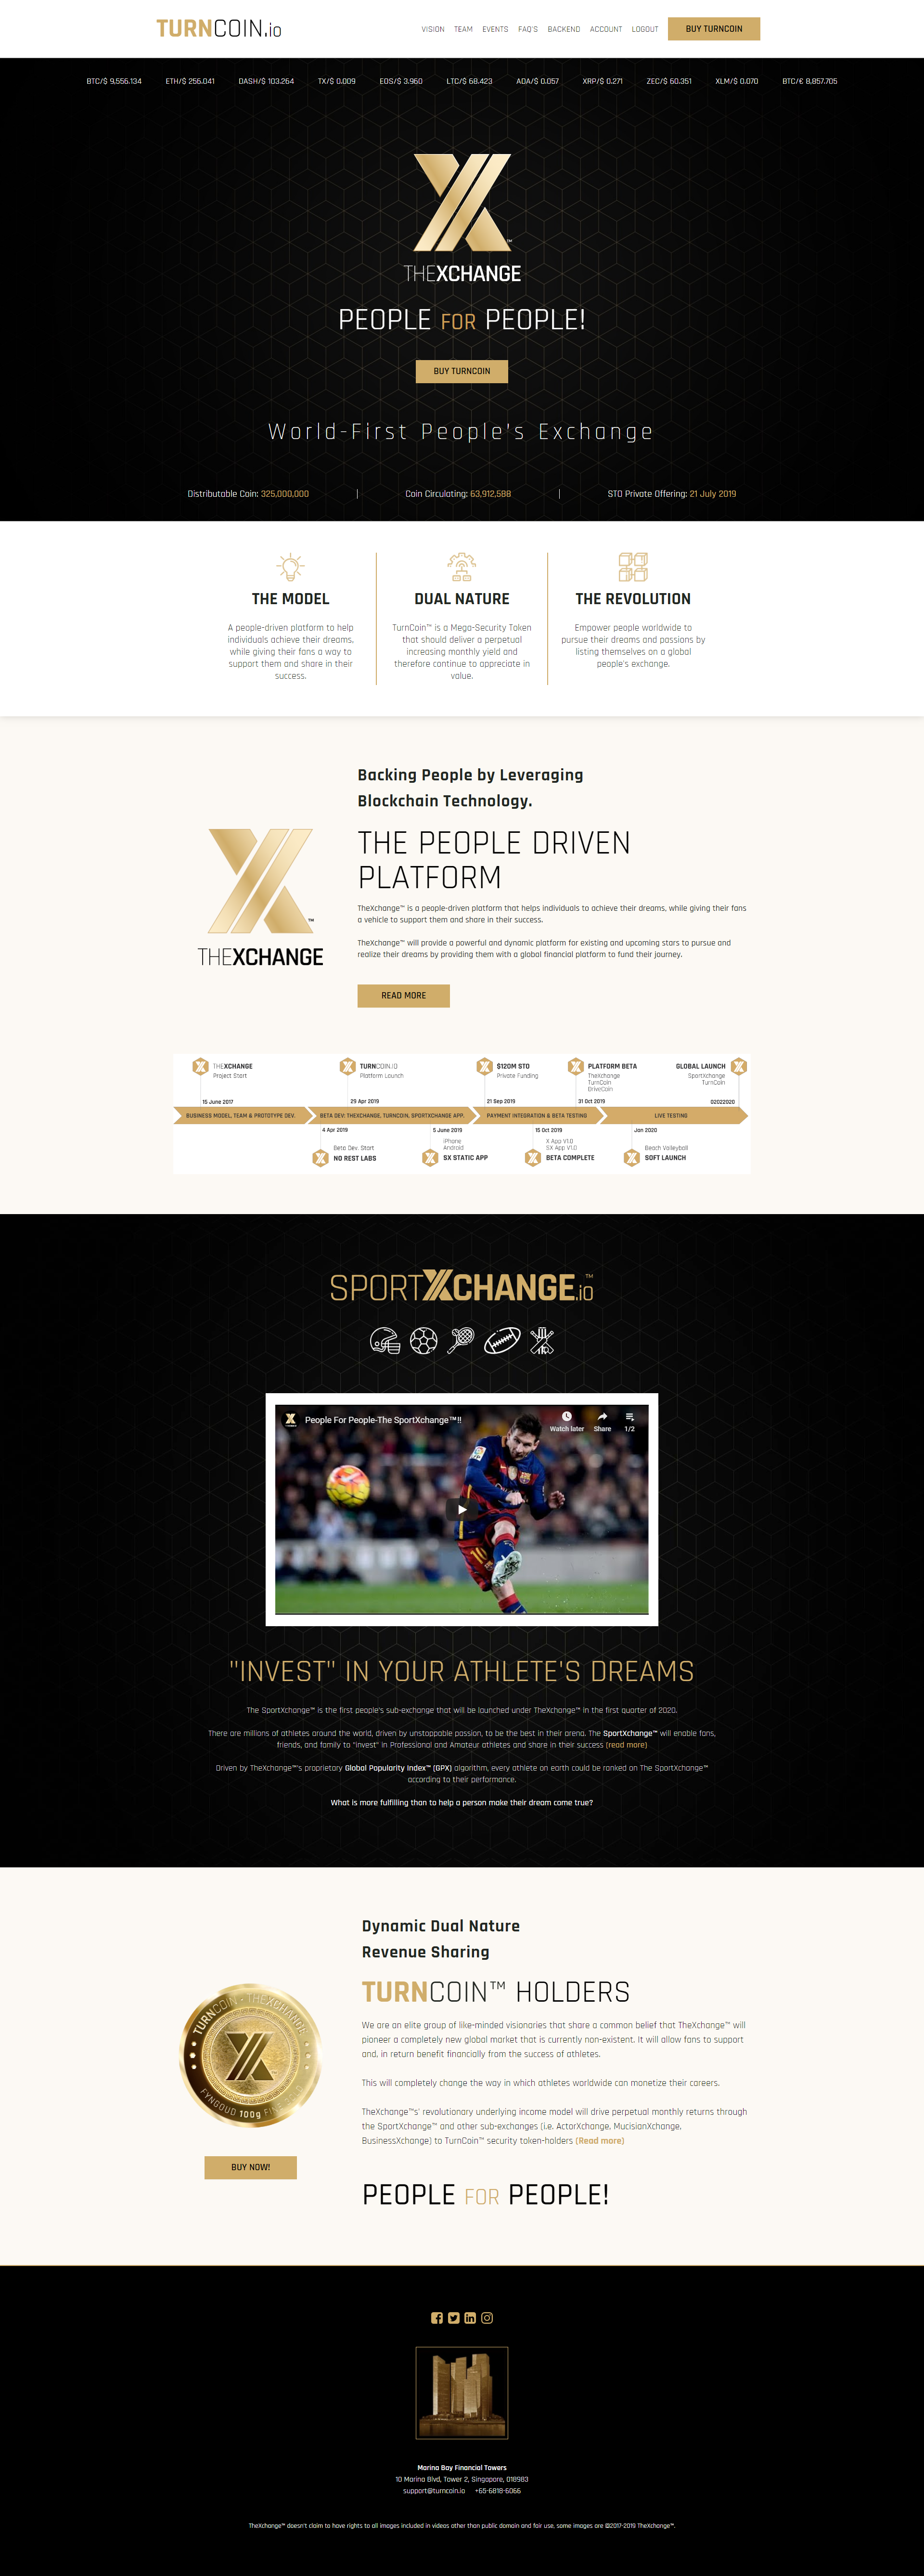 TURNCOIN.io
VISION TEAM EVENTS FAQ'S BACKEND ACCOUNT LOGOUT BUY TURNCOIN
BTC/$ 9,556.134 ETH/$ 256.041 DASH/$ 103.264 TX/$ 0.009 EOS/$ 3.960 LTC/$ 68.423 ADA/$ 0.057 XRP/$ 0.271 ZEC/$ 60.351 XLM/$ 0.070 BTC/€ 8,857.705
THEXCHANGE
PEOPLE FOR PEOPLE!
BUY TURNCOIN
World-First People's Exchange
Distributable Coin: 325,000,000 | Coin Circulating: 63,912,588 | STO Private Offering: 21 July 2019
THE MODEL
A people-driven platform to help
individuals achieve their dreams,
while giving their fans a way to
support them and share in their
success.
DUAL NATURE
TurnCoin™ is a Mega-Security Token
that should deliver a perpetual
increasing monthly yield and
therefore continue to appreciate in
value.
THE REVOLUTION
Empower people worldwide to
pursue their dreams and passions by
listing themselves on a global
people's exchange.
Backing People by Leveraging
Blockchain Technology.
THE PEOPLE DRIVEN
PLATFORM
TheXchange™ is a people-driven platform that helps individuals to achieve their dreams, while giving their fans
a vehicle to support them and share in their success.
TheXchange™ will provide a powerful and dynamic platform for existing and upcoming stars to pursue and
realize their dreams by providing them with a global financial platform to fund their journey.
THEXCHANGE™
READ MORE
THEXCHANGE
Project Start
15 June 2017
TURNCOIN.IO
Platform Launch
29 Apr 2019
$120M STO
Private Funding
21 Sep 2019
PLATFORM BETA
TheXchange
TurnCoin
DriveCoin
31 Oct 2019
GLOBAL LAUNCH
SportXchange
TurnCoin
02022020
BUSINESS MODEL, TEAM & PROTOTYPE DEV.
BETA DEV: THEXCHANGE, TURNCOIN, SPORTXCHANGE APP.
PAYMENT INTEGRATION & BETA TESTING
LIVE TESTING
4 Apr 2019
Beta Dev. Start
NO REST LABS
5 June 2019
iPhone
Android
SX STATIC APP
15 Oct 2019
X App V1.0
SX App V1.0
BETA COMPLETE
Jan 2020
Beach Valleyball
SOFT LAUNCH
SPORTXCHANGE.io™
People For People-The SportXchange™!!
Watch later Share 1/2
"INVEST" IN YOUR ATHLETE'S DREAMS
The SportXchange™ is the first people's sub-exchange that will be launched under TheXchange™ in the first quarter of 2020.
There are millions of athletes around the world, driven by unstoppable passion, to be the best in their arena. The SportXchange™ will enable fans,
friends, and family to "invest" in Professional and Amateur athletes and share in their success (read more)
Driven by TheXchange™'s proprietary Global Popularity Index™ (GPX) algorithm, every athlete on earth could be ranked on The SportXchange™
according to their performance.
What is more fulfilling than to help a person make their dream come true?
Dynamic Dual Nature
Revenue Sharing
TURNCOIN™ HOLDERS
We are an elite group of like-minded visionaries that share a common belief that TheXchange™ will
pioneer a completely new global market that is currently non-existent. It will allow fans to support
and, in return benefit financially from the success of athletes.
This will completely change the way in which athletes worldwide can monetize their careers.
TheXchange™s' revolutionary underlying income model will drive perpetual monthly returns through
the SportXchange™ and other sub-exchanges (i.e. ActorXchange, MucisianXchange,
BusinessXchange) to TurnCoin™ security token-holders (Read more)
TURNCOIN - THEXCHANGE
FYNGOUD 100g
BUY NOW!
PEOPLE FOR PEOPLE!
Marina Bay Financial Towers
10 Marina Blvd, Tower 2, Singapore, 018983
support@turncoin.io +65-6818-6066
TheXchange™ doesn't claim to have rights to all images included in videos other than public domain and fair use, some images are ©2017-2019 TheXchange™.